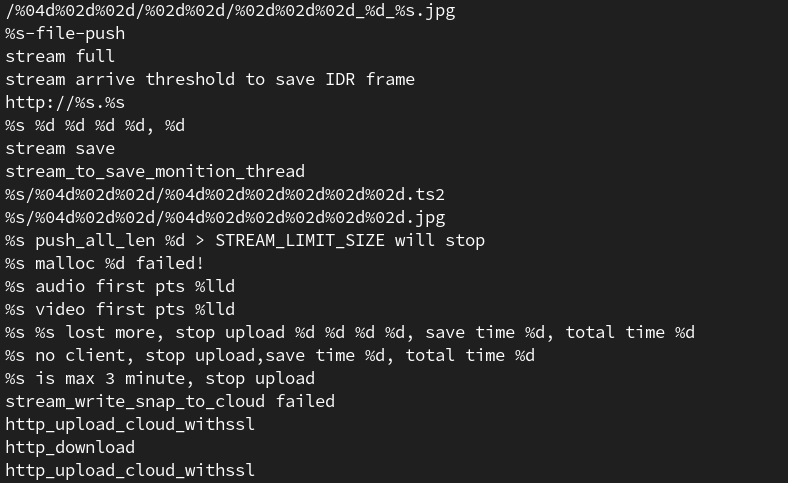 /%04d%02d%02d/%02d%02d/%02d%02d%02d_%d_%s.jpg
%s-file-push
stream full
stream arrive threshold to save IDR frame
http://%s.%s
%s %d %d %d %d, %d
stream save
stream_to_save_monition_thread
%s/%04d%02d%02d/%04d%02d%02d%02d%02d%02d.ts2
%s/%04d%02d%02d/%04d%02d%02d%02d%02d%02d.jpg
%s push_all_len %d > STREAM_LIMIT_SIZE will stop
%s malloc %d failed!
%s audio first pts %lld
%s video first pts %lld
%s %s lost more, stop upload %d %d %d %d, save time %d, total time %d
%s no client, stop upload,save time %d, total time %d
%s is max 3 minute, stop upload
stream_write_snap_to_cloud failed
http_upload_cloud_withssl
http_download
http_upload_cloud_withssl